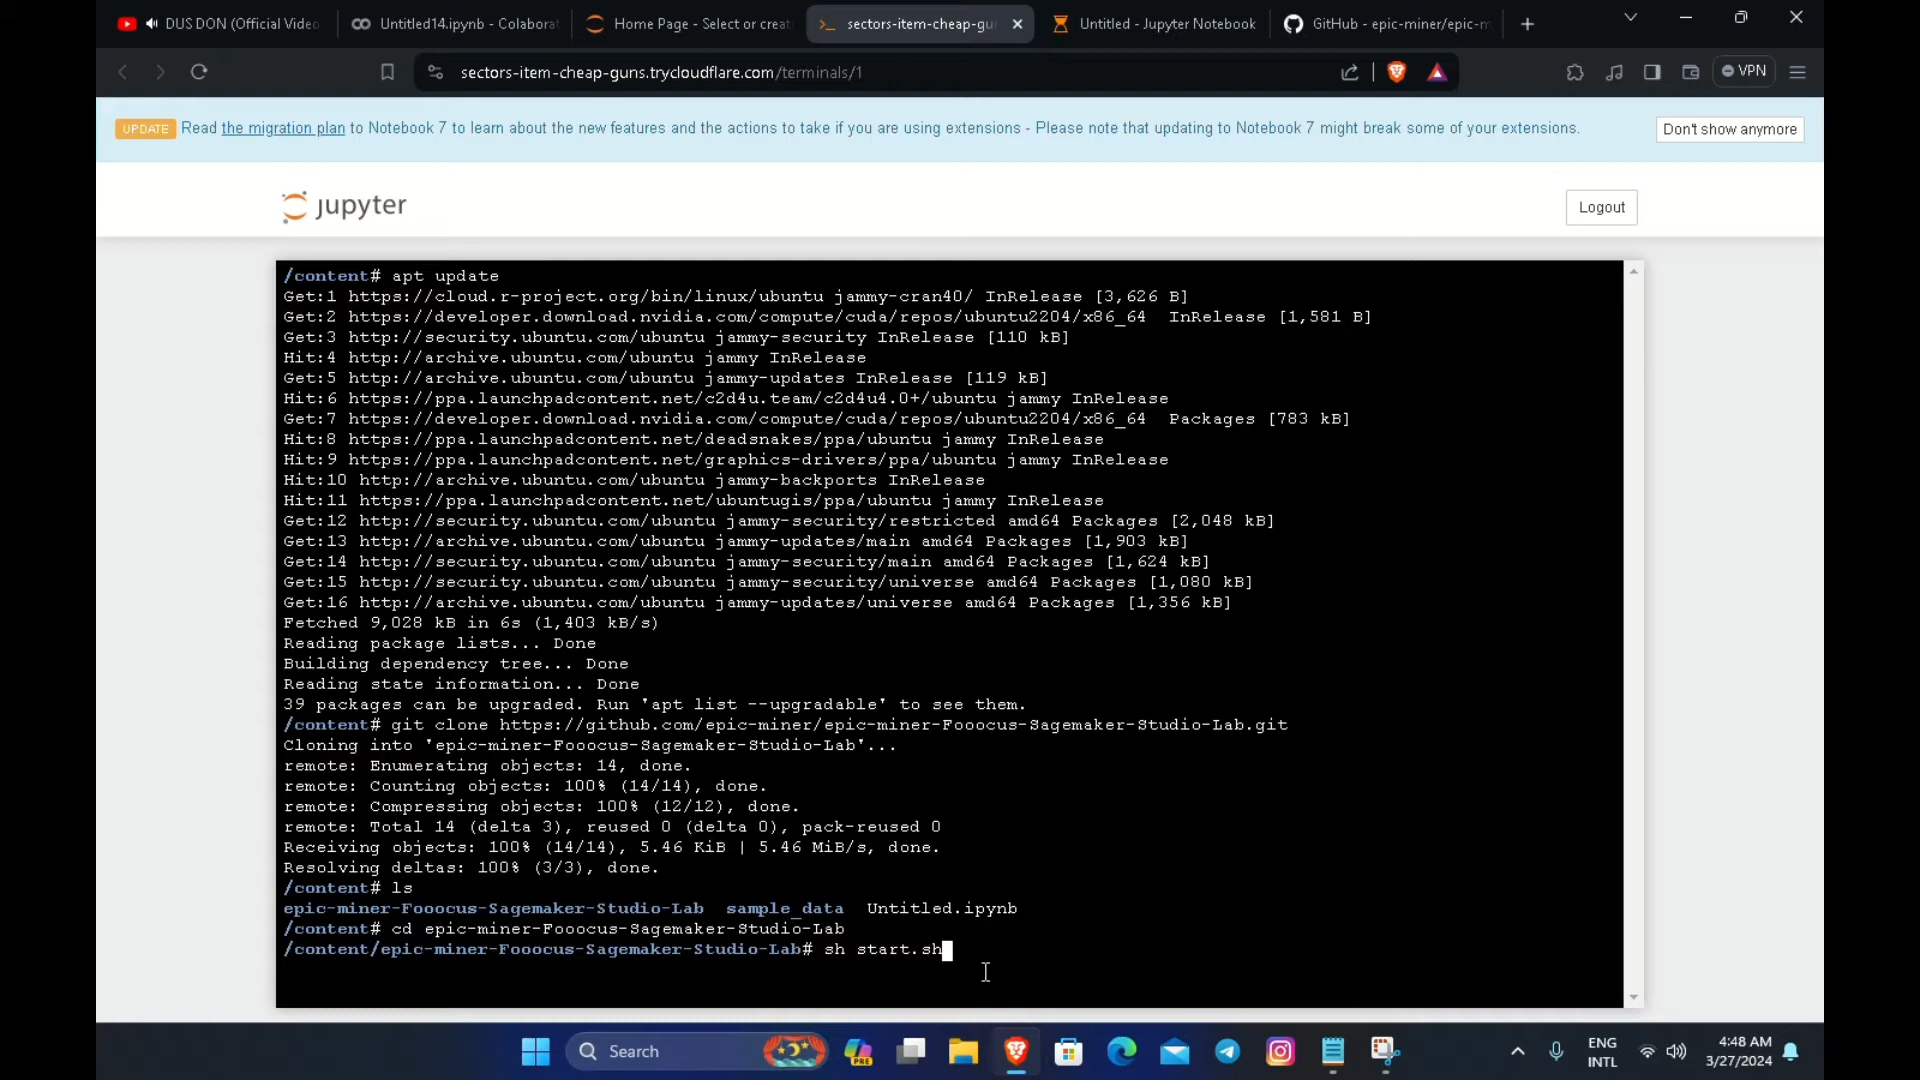 DUS DON (Official Video
Untitled14.ipynb - Colaborat
Home Page - Select or creat
sectors-item-cheap-gu
Untitled - Jupyter Notebook
GitHub - epic-miner/epic-m
sectors-item-cheap-guns.trycloudflare.com/terminals/1
VPN
UPDATE Read the migration plan to Notebook 7 to learn about the new features and the actions to take if you are using extensions - Please note that updating to Notebook 7 might break some of your extensions.
Don't show anymore
jupyter
Logout
/content# apt update
Get:1 https://cloud.r-project.org/bin/linux/ubuntu jammy-cran40/ InRelease [3,626 B]
Get:2 https://developer.download.nvidia.com/compute/cuda/repos/ubuntu2204/x86_64  InRelease [1,581 B]
Get:3 http://security.ubuntu.com/ubuntu jammy-security InRelease [110 kB]
Hit:4 http://archive.ubuntu.com/ubuntu jammy InRelease
Get:5 http://archive.ubuntu.com/ubuntu jammy-updates InRelease [119 kB]
Hit:6 https://ppa.launchpadcontent.net/c2d4u.team/c2d4u4.0+/ubuntu jammy InRelease
Get:7 https://developer.download.nvidia.com/compute/cuda/repos/ubuntu2204/x86_64  Packages [783 kB]
Hit:8 https://ppa.launchpadcontent.net/deadsnakes/ppa/ubuntu jammy InRelease
Hit:9 https://ppa.launchpadcontent.net/graphics-drivers/ppa/ubuntu jammy InRelease
Hit:10 http://archive.ubuntu.com/ubuntu jammy-backports InRelease
Hit:11 https://ppa.launchpadcontent.net/ubuntugis/ppa/ubuntu jammy InRelease
Get:12 http://security.ubuntu.com/ubuntu jammy-security/restricted amd64 Packages [2,048 kB]
Get:13 http://archive.ubuntu.com/ubuntu jammy-updates/main amd64 Packages [1,903 kB]
Get:14 http://security.ubuntu.com/ubuntu jammy-security/main amd64 Packages [1,624 kB]
Get:15 http://security.ubuntu.com/ubuntu jammy-security/universe amd64 Packages [1,080 kB]
Get:16 http://archive.ubuntu.com/ubuntu jammy-updates/universe amd64 Packages [1,356 kB]
Fetched 9,028 kB in 6s (1,403 kB/s)
Reading package lists... Done
Building dependency tree... Done
Reading state information... Done
39 packages can be upgraded. Run 'apt list --upgradable' to see them.
/content# git clone https://github.com/epic-miner/epic-miner-Fooocus-Sagemaker-Studio-Lab.git
Cloning into 'epic-miner-Fooocus-Sagemaker-Studio-Lab'...
remote: Enumerating objects: 14, done.
remote: Counting objects: 100% (14/14), done.
remote: Compressing objects: 100% (12/12), done.
remote: Total 14 (delta 3), reused 0 (delta 0), pack-reused 0
Receiving objects: 100% (14/14), 5.46 KiB | 5.46 MiB/s, done.
Resolving deltas: 100% (3/3), done.
/content# ls
epic-miner-Fooocus-Sagemaker-Studio-Lab  sample_data  Untitled.ipynb
/content# cd epic-miner-Fooocus-Sagemaker-Studio-Lab
/content/epic-miner-Fooocus-Sagemaker-Studio-Lab# sh start.sh
Search
PRE
ENG
INTL
4:48 AM
3/27/2024